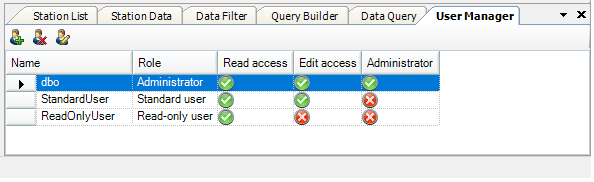 Station List Station Data Data Filter Query Builder Data Query User Manager
Name Role Read access Edit access Administrator
dbo Administrator
StandardUser Standard user
ReadOnlyUser Read-only user